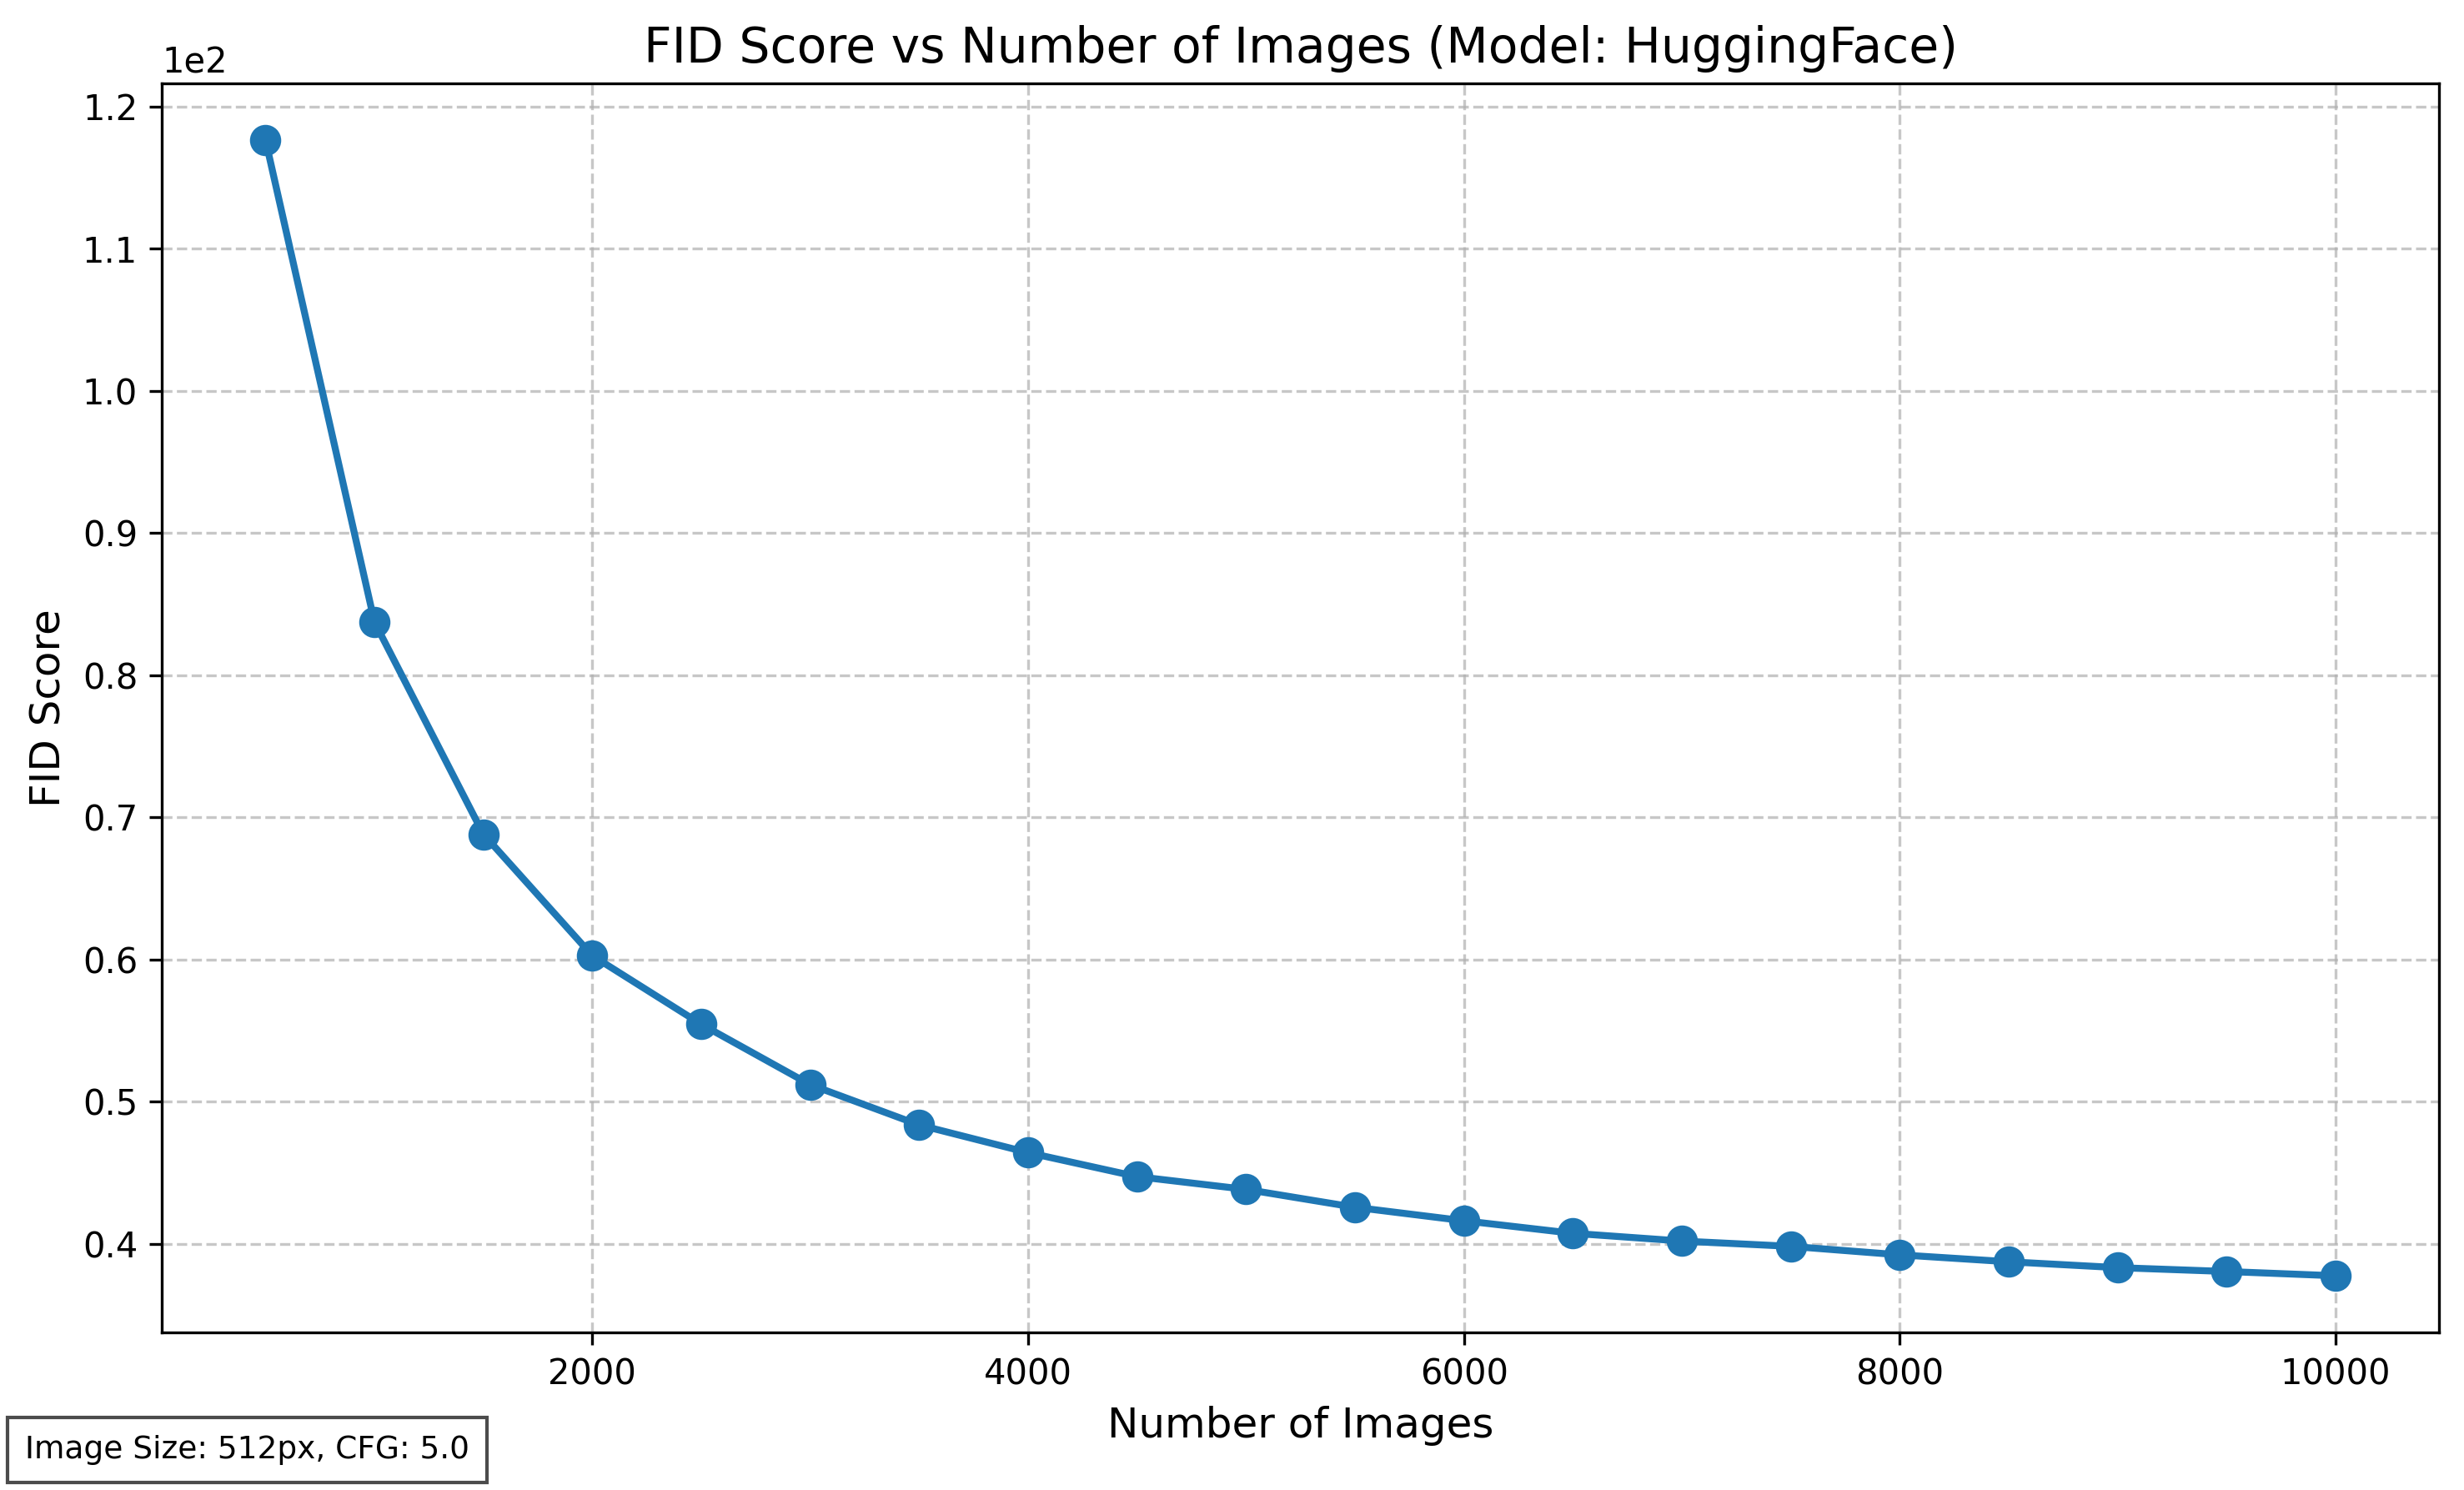 FID Score vs Number of Images (Model: HuggingFace)
1e2
1.2
1.1
1.0
0.9
0.8
0.7
0.6
0.5
0.4
FID Score
2000 4000 6000 8000 10000
Number of Images
Image Size: 512px, CFG: 5.0